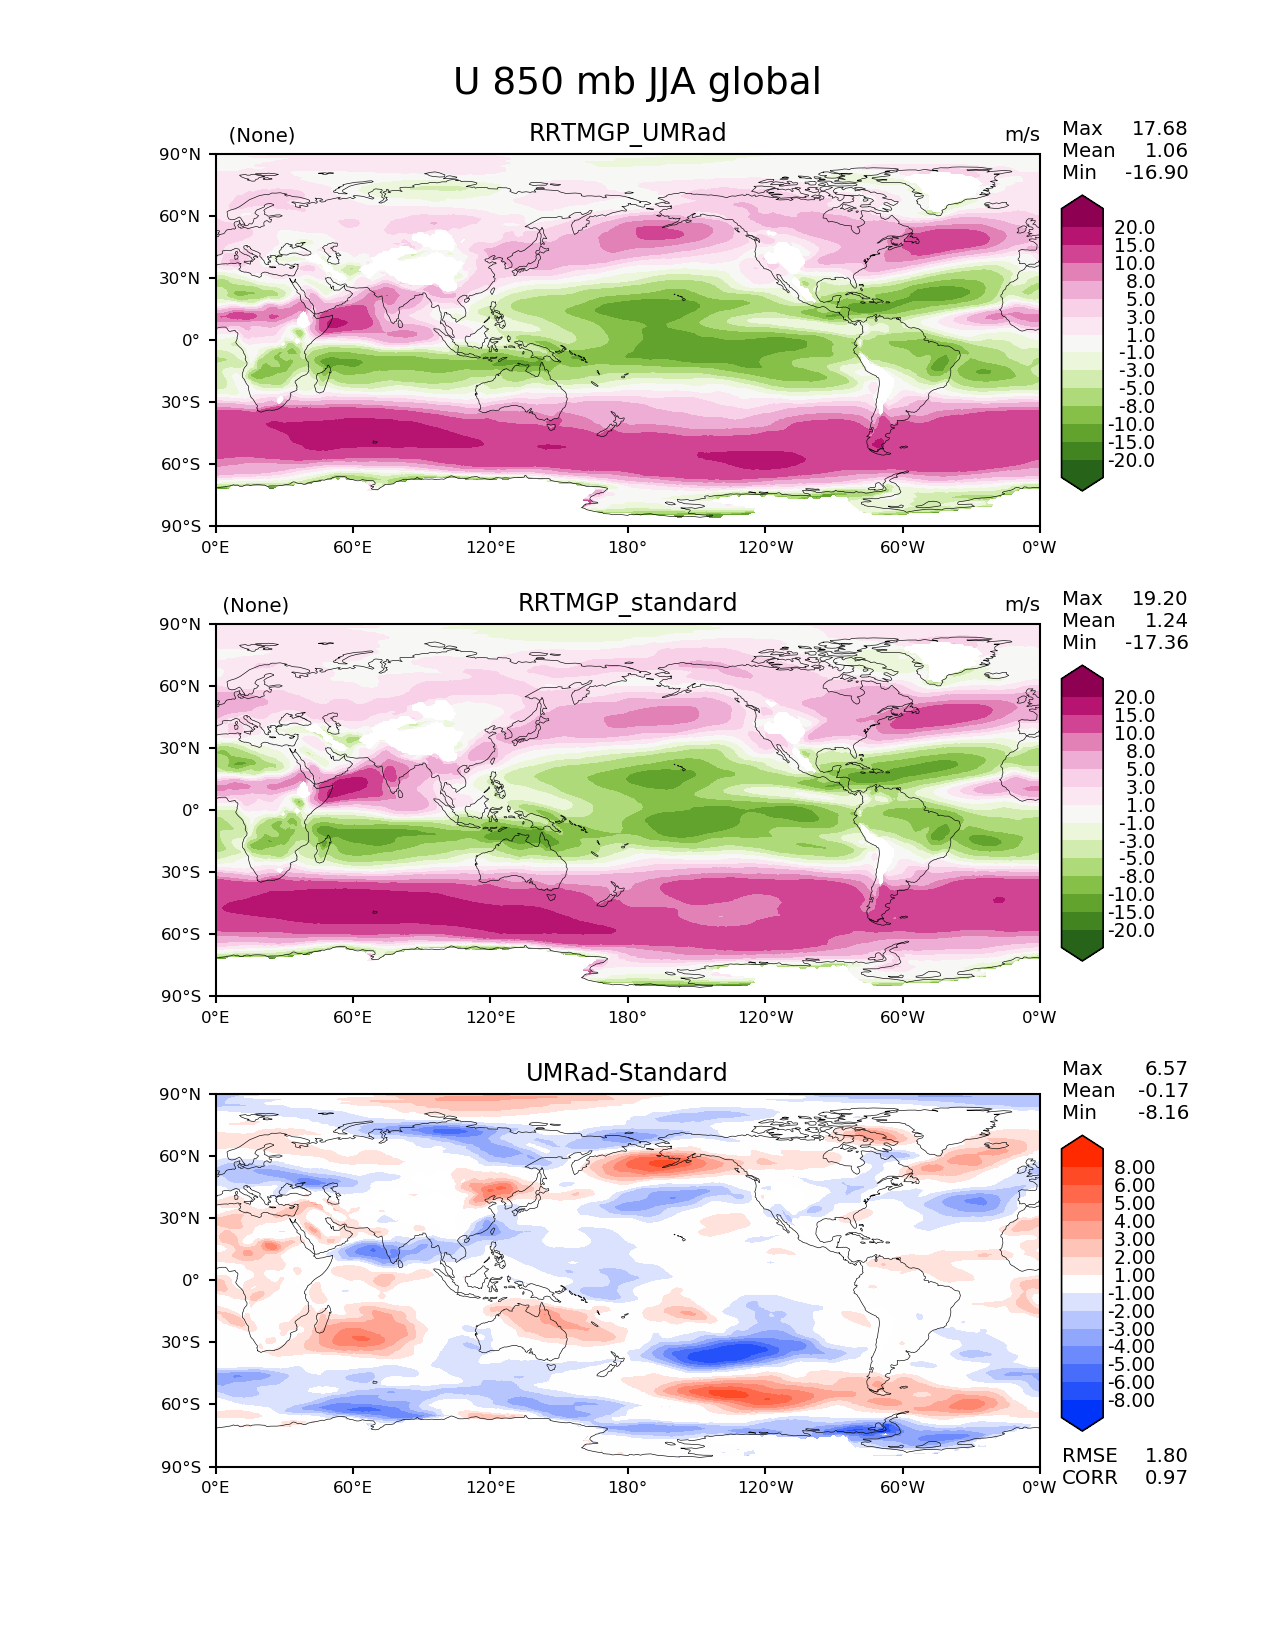 U 850 mb JJA global
(None) RRTMGP_UMRad m/s
Max 17.68
Mean 1.06
Min -16.90
90°N
60°N
30°N
0°
30°S
60°S
90°S
0°E 60°E 120°E 180° 120°W 60°W 0°W
20.0
15.0
10.0
8.0
5.0
3.0
1.0
-1.0
-3.0
-5.0
-8.0
-10.0
-15.0
-20.0
(None) RRTMGP_standard m/s
Max 19.20
Mean 1.24
Min -17.36
90°N
60°N
30°N
0°
30°S
60°S
90°S
0°E 60°E 120°E 180° 120°W 60°W 0°W
20.0
15.0
10.0
8.0
5.0
3.0
1.0
-1.0
-3.0
-5.0
-8.0
-10.0
-15.0
-20.0
UMRad-Standard
Max 6.57
Mean -0.17
Min -8.16
90°N
60°N
30°N
0°
30°S
60°S
90°S
0°E 60°E 120°E 180° 120°W 60°W 0°W
8.00
6.00
5.00
4.00
3.00
2.00
1.00
-1.00
-2.00
-3.00
-4.00
-5.00
-6.00
-8.00
RMSE 1.80
CORR 0.97